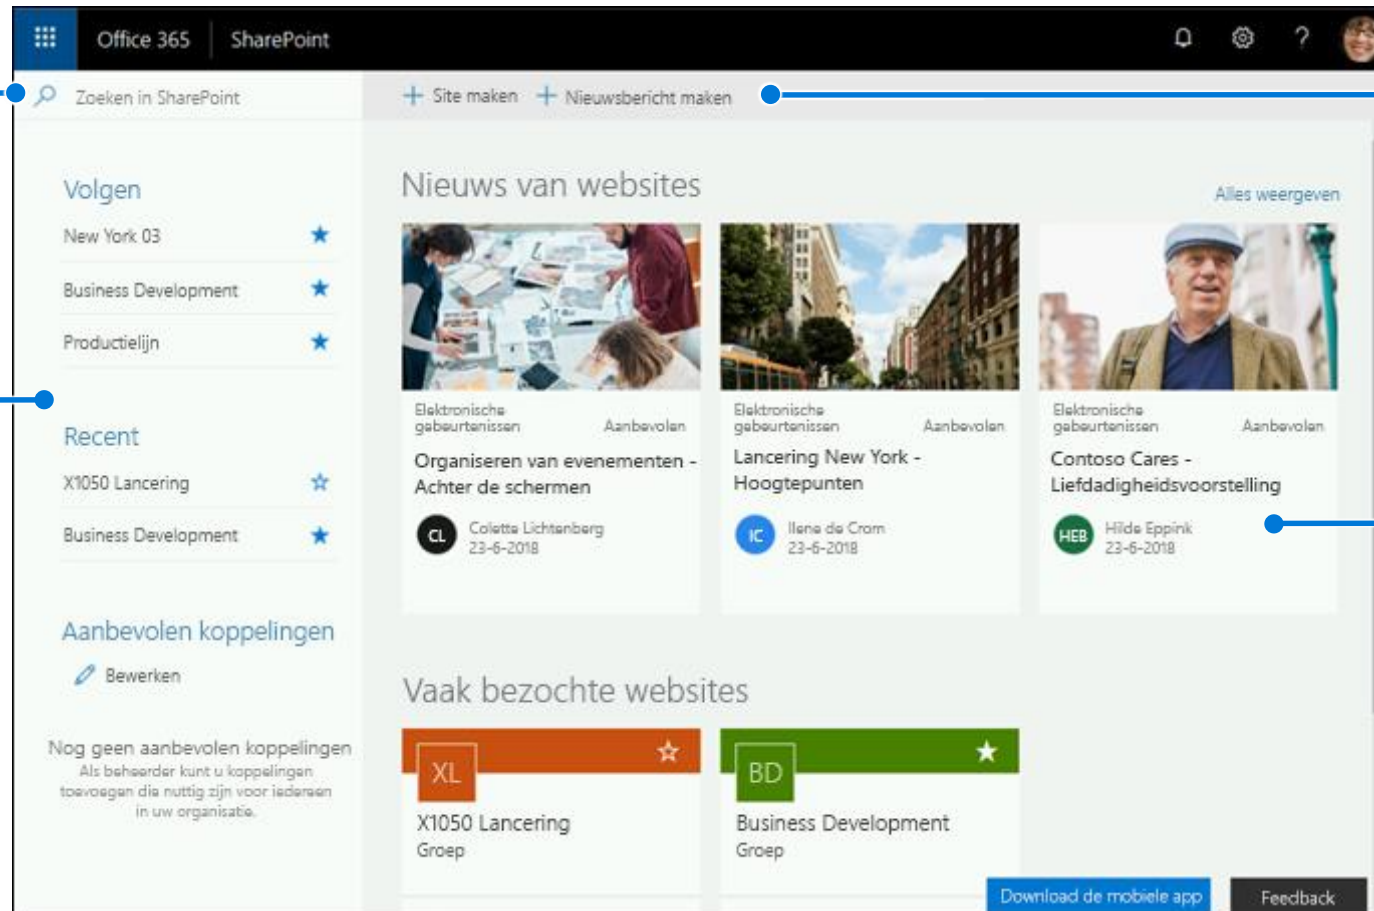 Office 365
SharePoint
Zoeken in SharePoint
Site maken
Nieuwsbericht maken
Volgen
New York 03
Business Development
Productielijn
Recent
X1050 Lancering
Business Development
Aanbevolen koppelingen
Bewerken
Nog geen aanbevolen koppelingen
Als beheerder kunt u koppelingen
toevoegen die nuttig zijn voor iedereen
in uw organisatie.
Nieuws van websites
Alles weergeven
Elektronische
gebeurtenissen
Aanbevolen
Organiseren van evenementen -
Achter de schermen
CL
Colette Lichtenberg
23-6-2018
Elektronische
gebeurtenissen
Aanbevolen
Lancering New York -
Hoogtepunten
IC
Ilene de Crom
23-6-2018
Elektronische
gebeurtenissen
Aanbevolen
Contoso Cares -
Liefdadigheidsvoorstelling
HEB
Hilde Eppink
23-6-2018
Vaak bezochte websites
XL
X1050 Lancering
Groep
BD
Business Development
Groep
Download de mobiele app
Feedback